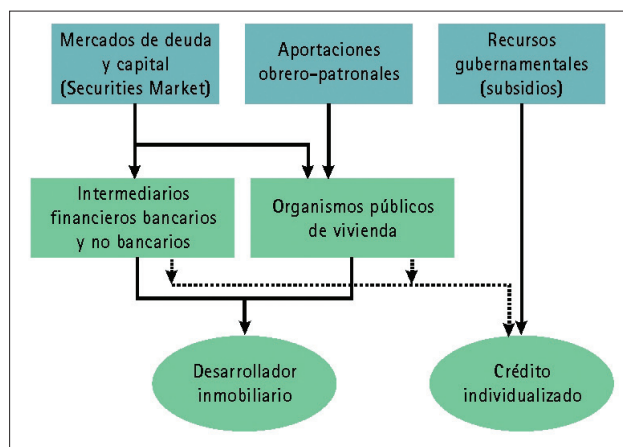 Mercados de deuda
y capital
(Securities Market)
Aportaciones
obrero-patronales
Recursos
gubernamentales
(subsidios)
Intermediarios
financieros bancarios
y no bancarios
Organismos públicos
de vivienda
Desarrollador
inmobiliario
Crédito
individualizado